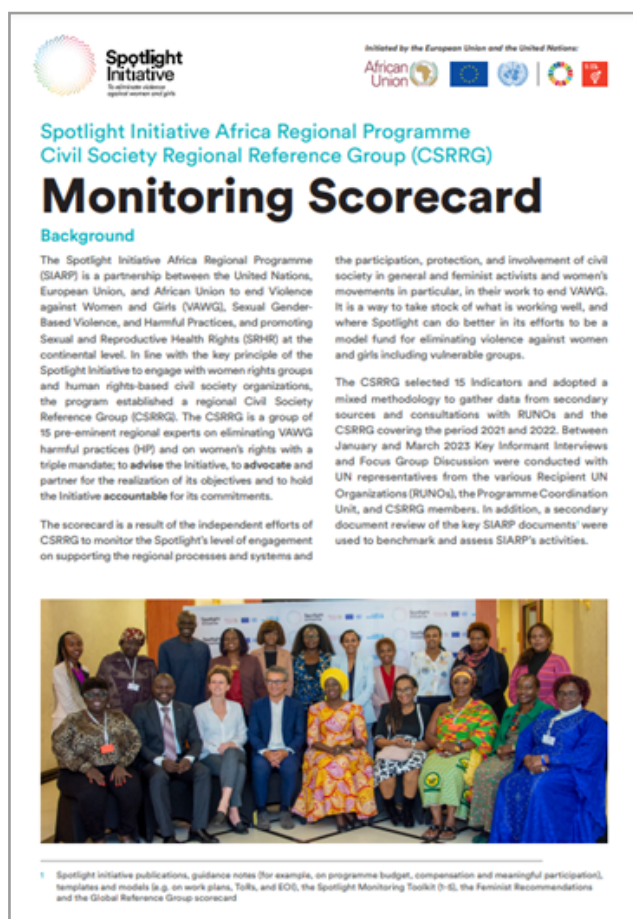 Spotlight
Initiative
To eliminate violence
against women and girls
Initiated by the European Union and the United Nations:
African
Union
Spotlight Initiative Africa Regional Programme
Civil Society Regional Reference Group (CSRRG)
Monitoring Scorecard
Background
The Spotlight Initiative Africa Regional Programme
(SIARP) is a partnership between the United Nations,
European Union, and African Union to end Violence
against Women and Girls (VAWG), Sexual Gender-
Based Violence, and Harmful Practices, and promoting
Sexual and Reproductive Health Rights (SRHR) at the
continental level. In line with the key principle of the
Spotlight Initiative to engage with women rights groups
and human rights-based civil society organizations,
the program established a regional Civil Society
Reference Group (CSRRG). The CSRRG is a group of
15 pre-eminent regional experts on eliminating VAWG
harmful practices (HP) and on women's rights with a
triple mandate; to advise the Initiative, to advocate and
partner for the realization of its objectives and to hold
the Initiative accountable for its commitments.
The scorecard is a result of the independent efforts of
CSRRG to monitor the Spotlight's level of engagement
on supporting the regional processes and systems and
the participation, protection, and involvement of civil
society in general and feminist activists and women's
movements in particular, in their work to end VAWG.
It is a way to take stock of what is working well, and
where Spotlight can do better in its efforts to be a
model fund for eliminating violence against women
and girls including vulnerable groups.
The CSRRG selected 15 Indicators and adopted a
mixed methodology to gather data from secondary
sources and consultations with RUNOs and the
CSRRG covering the period 2021 and 2022. Between
January and March 2023 Key Informant Interviews
and Focus Group Discussion were conducted with
UN representatives from the various Recipient UN
Organizations (RUNOs), the Programme Coordination
Unit, and CSRRG members. In addition, a secondary
document review of the key SIARP documents¹ were
used to benchmark and assess SIARP's activities.
Spotlight
Initiative
1 Spotlight initiative publications, guidance notes (for example, on programme budget, compensation and meaningful participation),
templates and models (e.g. on work plans, ToRs, and EOI), the Spotlight Monitoring Toolkit (1-5), the Feminist Recommendations
and the Global Reference Group scorecard